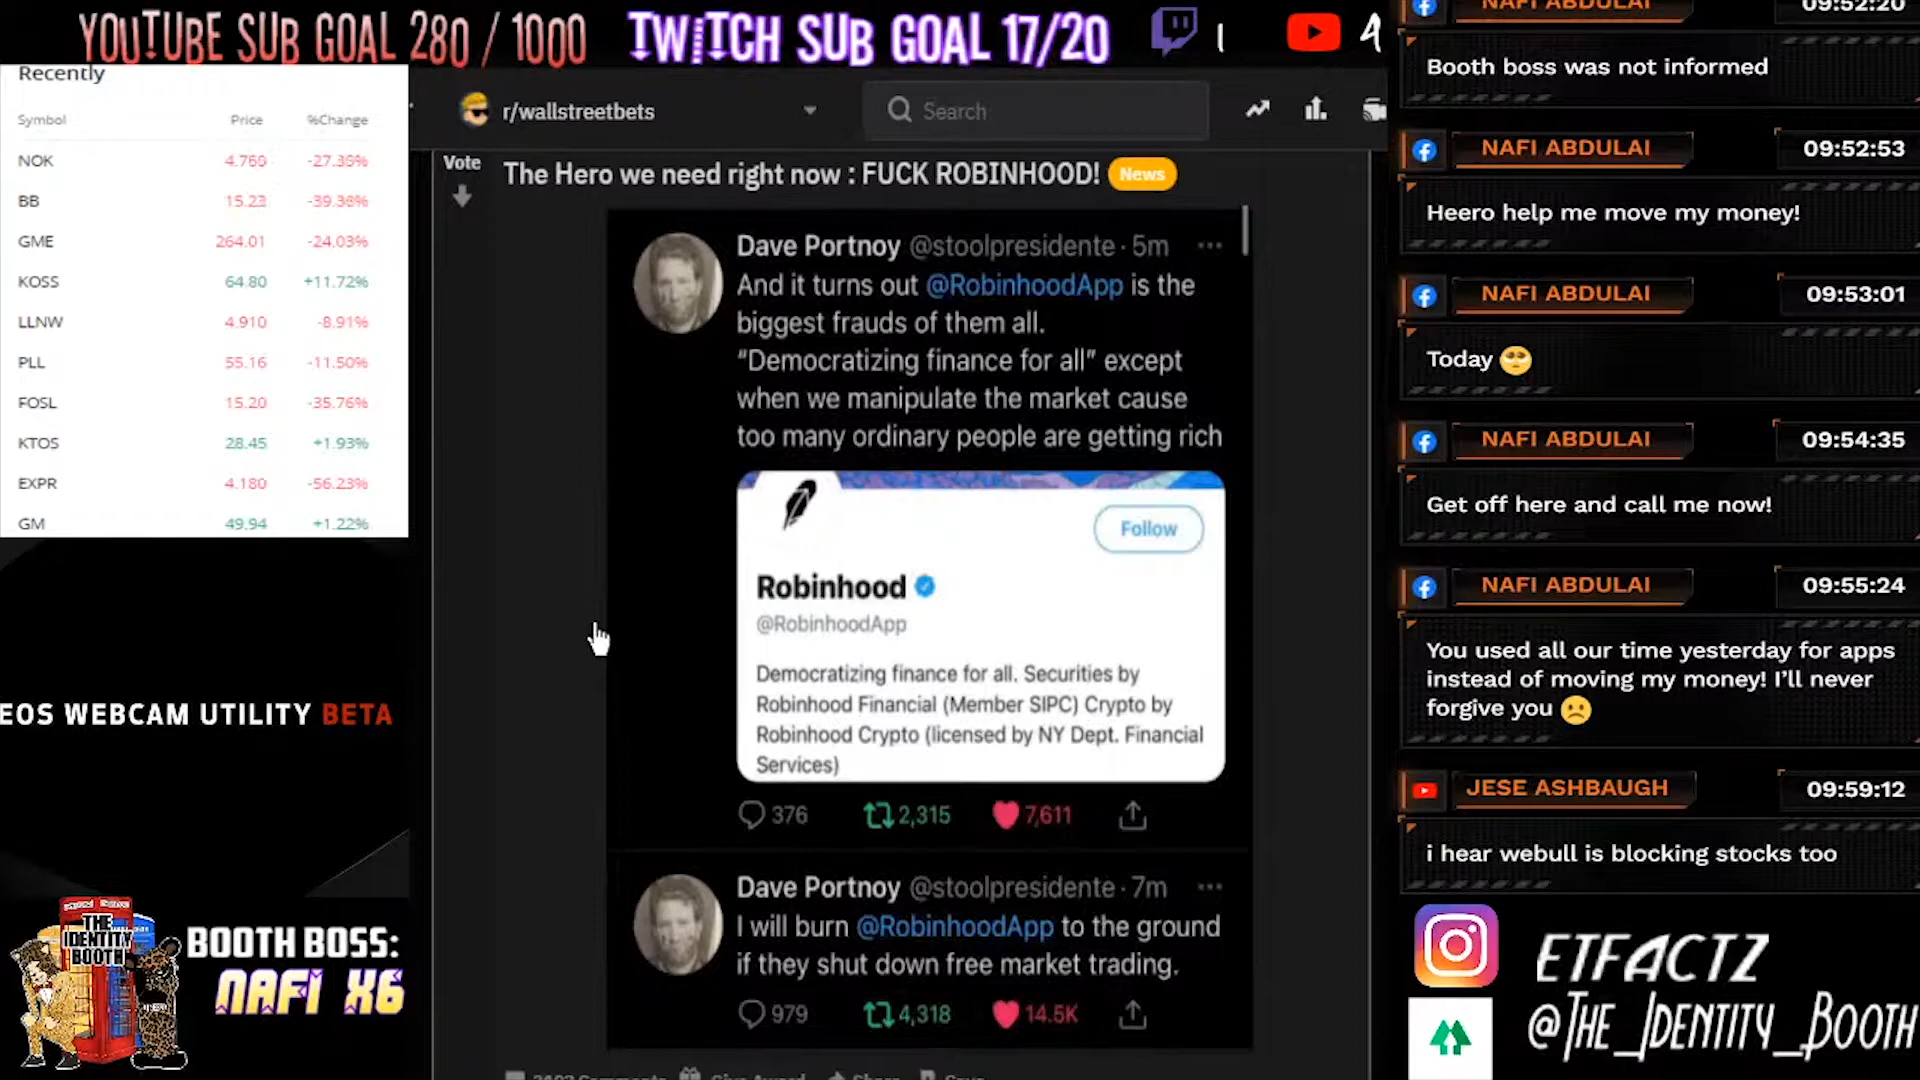 YOUTUBE SUB GOAL 280 / 1000
TWITCH SUB GOAL 17/20
Recently
Symbol Price %Change
NOK 4.760 -27.39%
BB 15.23 -39.38%
GME 264.01 -24.03%
KOSS 64.80 +11.72%
LLNW 4.910 -8.91%
PLL 55.16 -11.50%
FOSL 15.20 -35.76%
KTOS 28.45 +1.93%
EXPR 4.180 -56.23%
GM 49.94 +1.22%
EOS WEBCAM UTILITY BETA
THE
IDENTITY
BOOTH
BOOTH BOSS:
NAFI X6
r/wallstreetbets
Search
Vote
The Hero we need right now : FUCK ROBINHOOD! News
Dave Portnoy @stoolpresidente · 5m
And it turns out @RobinhoodApp is the
biggest frauds of them all.
“Democratizing finance for all” except
when we manipulate the market cause
too many ordinary people are getting rich
Follow
Robinhood
@RobinhoodApp
Democratizing finance for all. Securities by
Robinhood Financial (Member SIPC) Crypto by
Robinhood Crypto (licensed by NY Dept. Financial
Services)
376 2,315 7,611
Dave Portnoy @stoolpresidente · 7m
I will burn @RobinhoodApp to the ground
if they shut down free market trading.
979 4,318 14.5K
NAFI ABDULAI 09:52:20
Booth boss was not informed
NAFI ABDULAI 09:52:53
Heero help me move my money!
NAFI ABDULAI 09:53:01
Today 🥺
NAFI ABDULAI 09:54:35
Get off here and call me now!
NAFI ABDULAI 09:55:24
You used all our time yesterday for apps
instead of moving my money! I’ll never
forgive you ☹️
JESE ASHBAUGH 09:59:12
i hear webull is blocking stocks too
ETFACTZ
@THE_IDENTITY_BOOTH